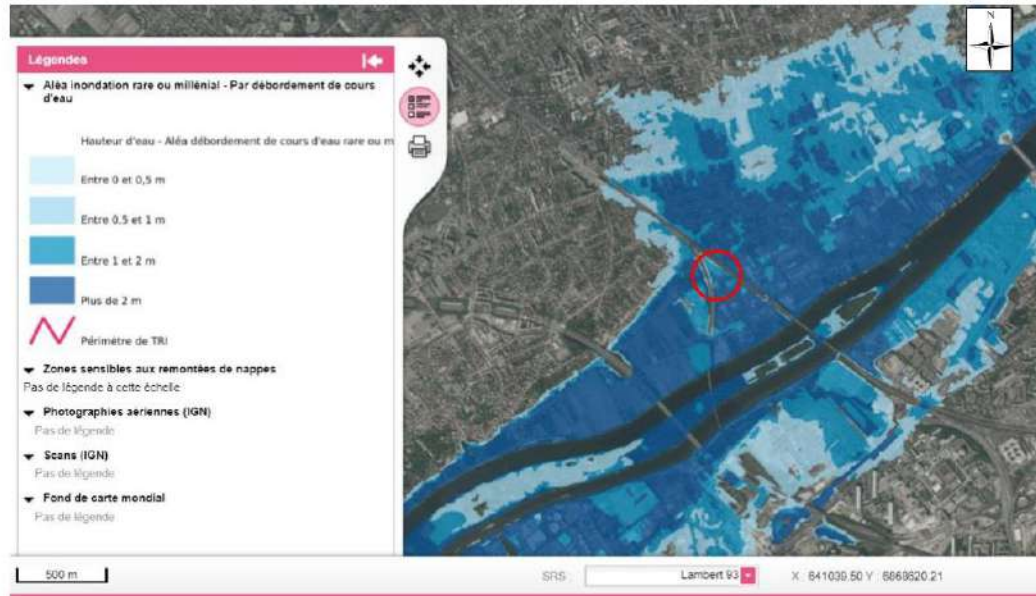 N
Légendes
Aléa inondation rare ou millénial - Par débordement de cours
d'eau
Hauteur d'eau - Aléa débordement de cours d'eau rare ou m
Entre 0 et 0,5 m
Entre 0,5 et 1 m
Entre 1 et 2 m
Plus de 2 m
Périmètre de TRI
Zones sensibles aux remontées de nappes
Pas de légende à cette échelle
Photographies aériennes (IGN)
Pas de légende
Scans (IGN)
Pas de légende
Fond de carte mondial
Pas de légende
500 m
SRS :
Lambert 93
X : 641039.50 Y : 6868620.21